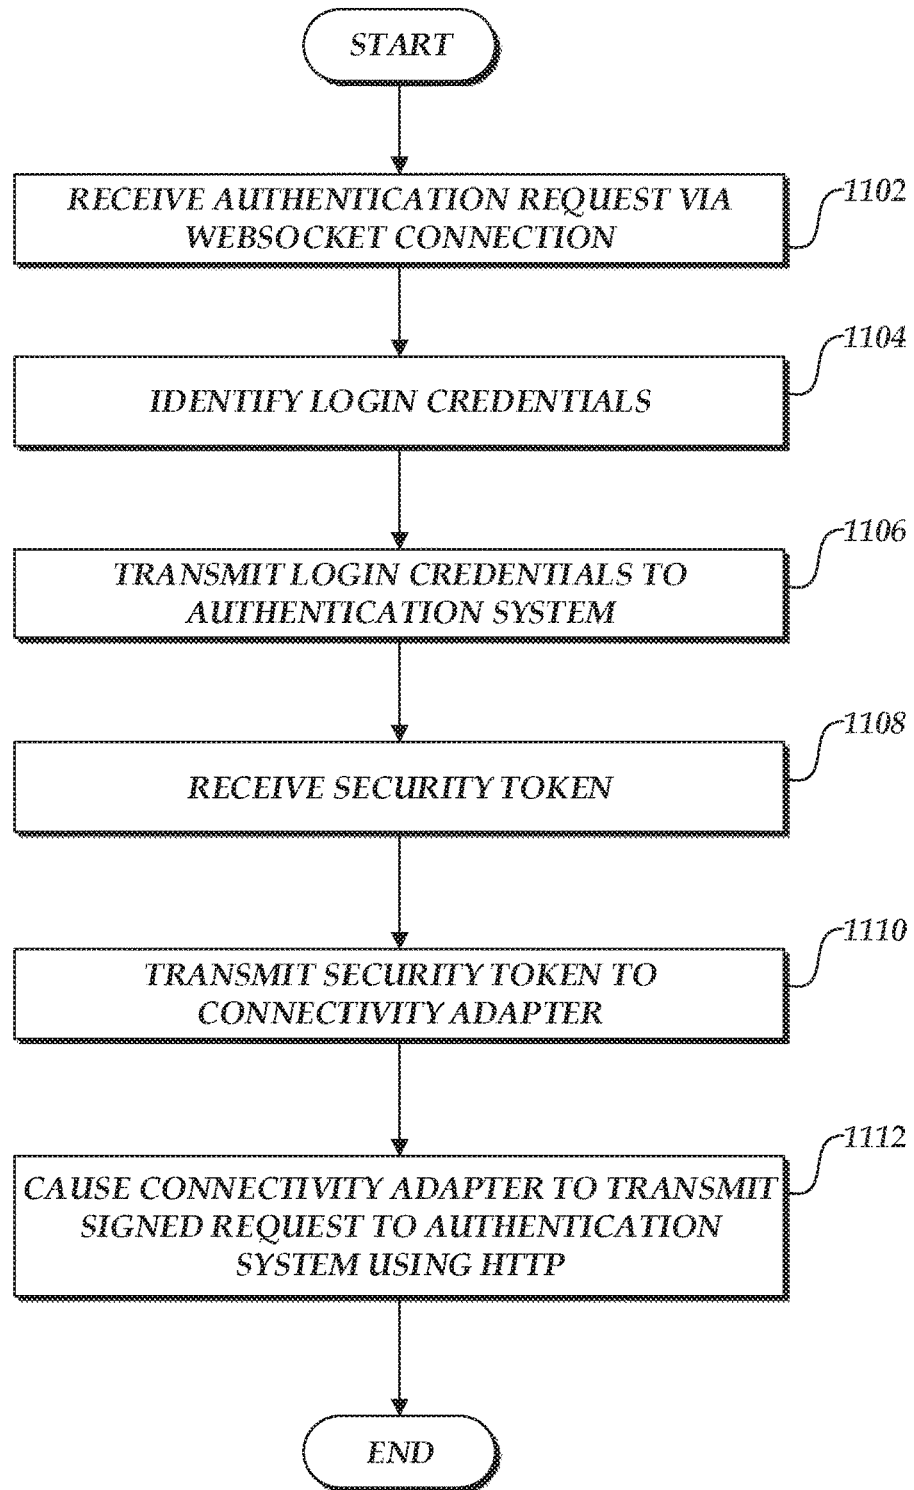 START
RECEIVE AUTHENTICATION REQUEST VIA
WEBSOCKET CONNECTION
1102
IDENTIFY LOGIN CREDENTIALS
1104
TRANSMIT LOGIN CREDENTIALS TO
AUTHENTICATION SYSTEM
1106
RECEIVE SECURITY TOKEN
1108
TRANSMIT SECURITY TOKEN TO
CONNECTIVITY ADAPTER
1110
CAUSE CONNECTIVITY ADAPTER TO TRANSMIT
SIGNED REQUEST TO AUTHENTICATION
SYSTEM USING HTTP
1112
END